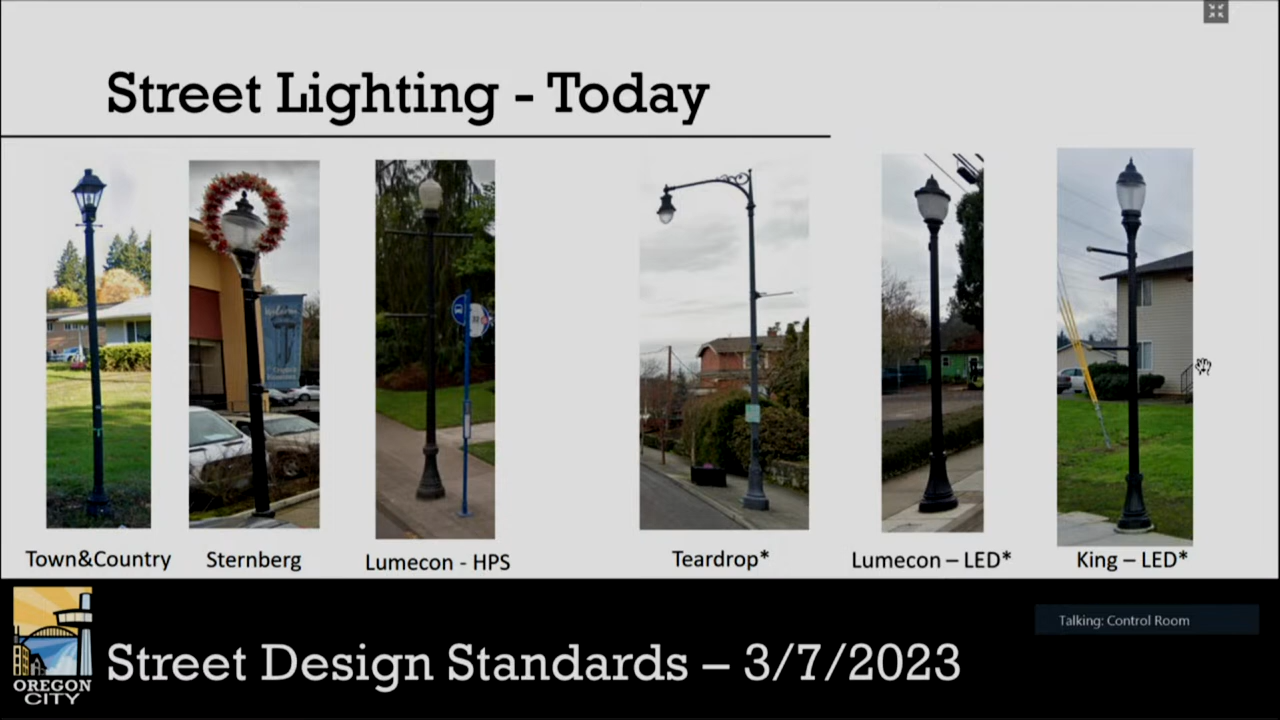 Street Lighting - Today
Town&Country
Sternberg
Lumecon - HPS
Teardrop*
Lumecon – LED*
King – LED*
Talking: Control Room
Street Design Standards – 3/7/2023
OREGON
CITY